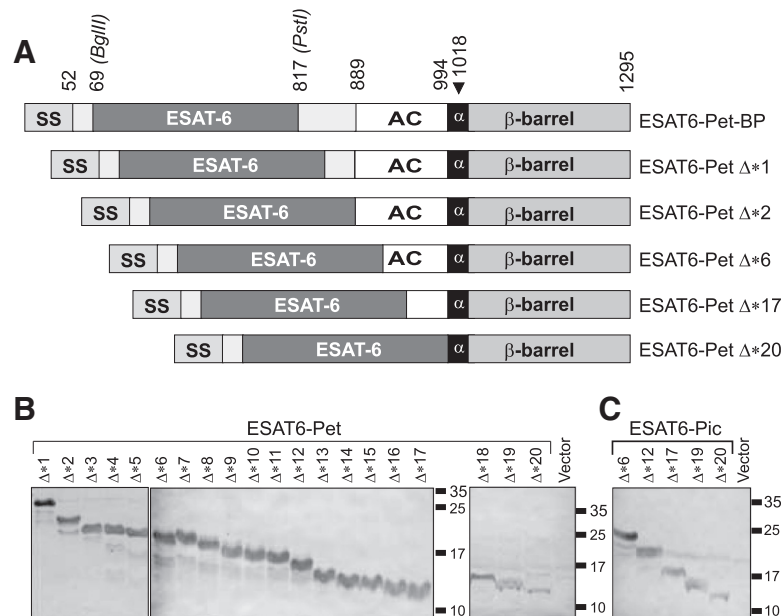 A
52 69 (BglII) 817 (PstI) 889 994 1018 1295
SS ESAT-6 AC α β-barrel ESAT6-Pet-BP
SS ESAT-6 AC α β-barrel ESAT6-Pet Δ*1
SS ESAT-6 AC α β-barrel ESAT6-Pet Δ*2
SS ESAT-6 AC α β-barrel ESAT6-Pet Δ*6
SS ESAT-6 α β-barrel ESAT6-Pet Δ*17
SS ESAT-6 α β-barrel ESAT6-Pet Δ*20
B
ESAT6-Pet
Δ*1 Δ*2 Δ*3 Δ*4 Δ*5 Δ*6 Δ*7 Δ*8 Δ*9 Δ*10 Δ*11 Δ*12 Δ*13 Δ*14 Δ*15 Δ*16 Δ*17 Δ*18 Δ*19 Δ*20 Vector
35
25
17
10
35
25
17
10
C
ESAT6-Pic
Δ*6 Δ*12 Δ*17 Δ*19 Δ*20 Vector
35
25
17
10